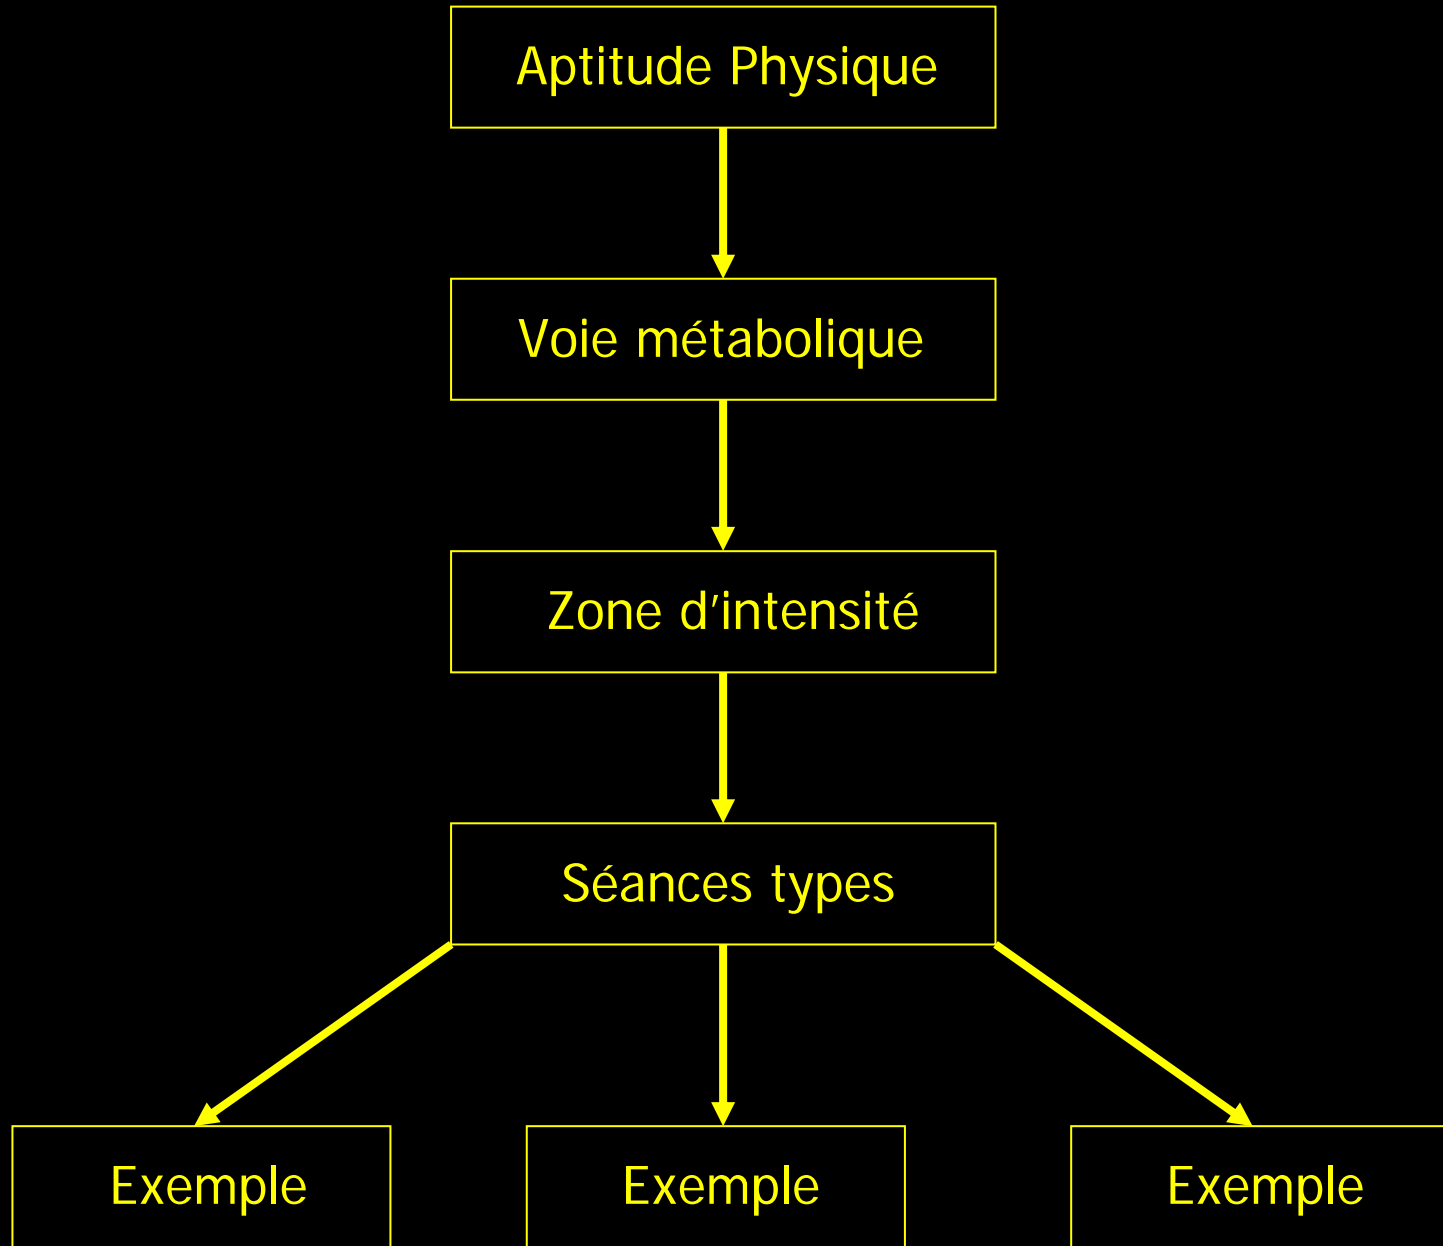 Aptitude Physique
Voie métabolique
Zone d'intensité
Séances types
Exemple
Exemple
Exemple